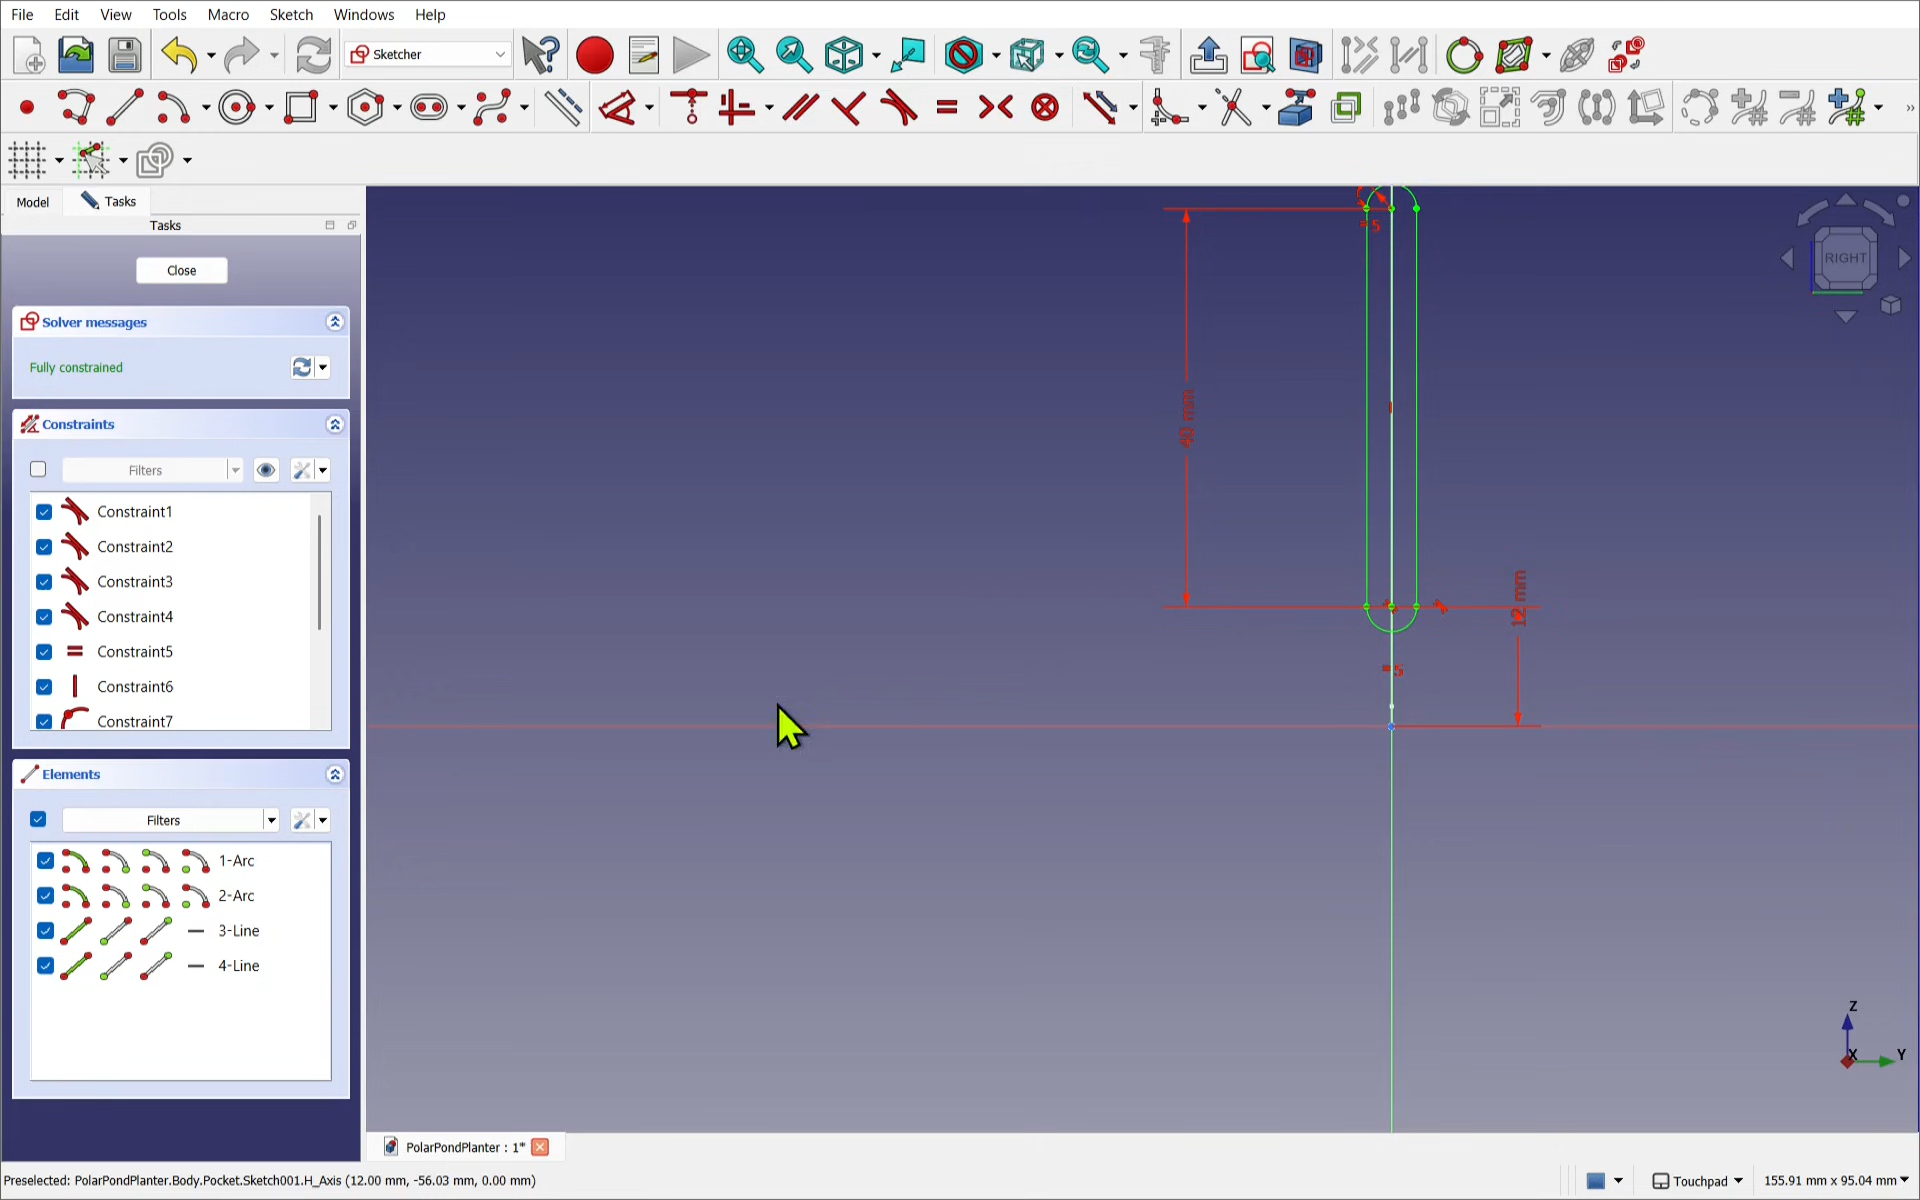 File Edit View Tools Macro Sketch Windows Help
Sketcher
»
Model Tasks
Tasks
Close
Solver messages
Fully constrained
Constraints
Filters
Constraint1
Constraint2
Constraint3
Constraint4
Constraint5
Constraint6
Constraint7
Elements
Filters
1-Arc
2-Arc
3-Line
4-Line
5
40 mm
12 mm
5
RIGHT
Z
X
Y
PolarPondPlanter : 1*
Preselected: PolarPondPlanter.Body.Pocket.Sketch001.H_Axis (12.00 mm, -56.03 mm, 0.00 mm)
Touchpad
155.91 mm x 95.04 mm